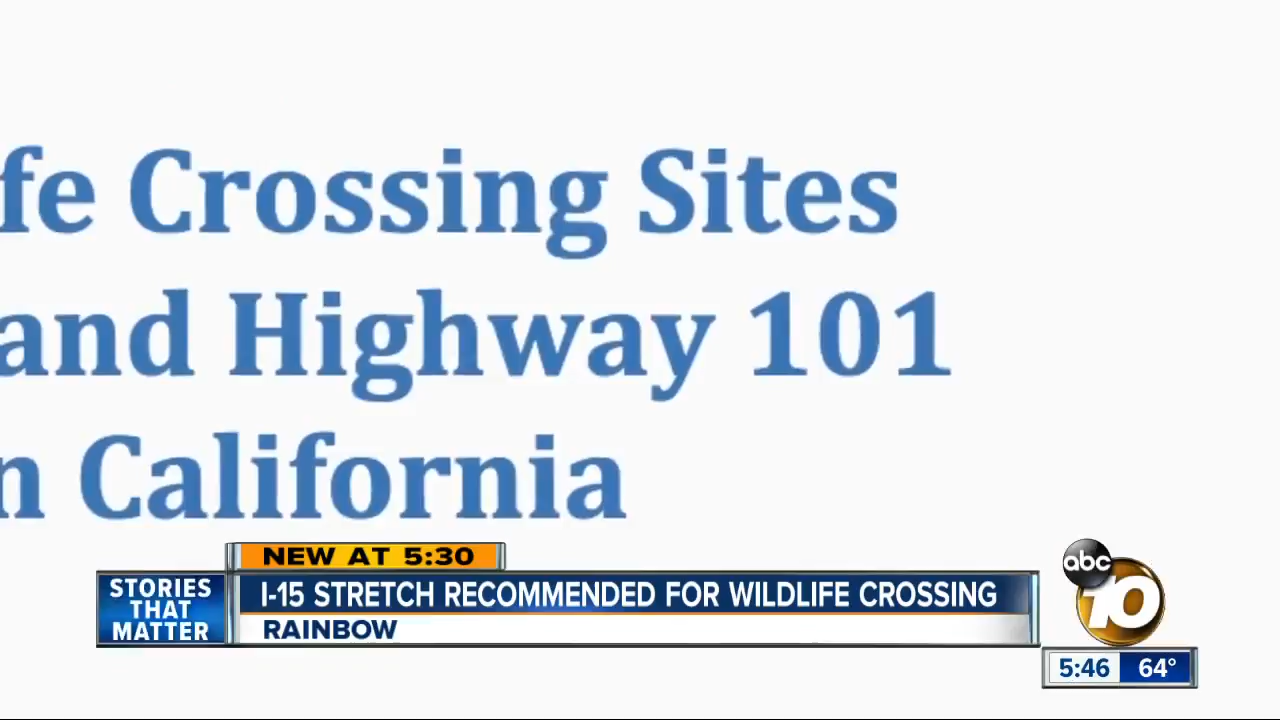 fe Crossing Sites
and Highway 101
n California
NEW AT 5:30
STORIES
THAT
MATTER
I-15 STRETCH RECOMMENDED FOR WILDLIFE CROSSING
RAINBOW
abc
10
5:46 64°